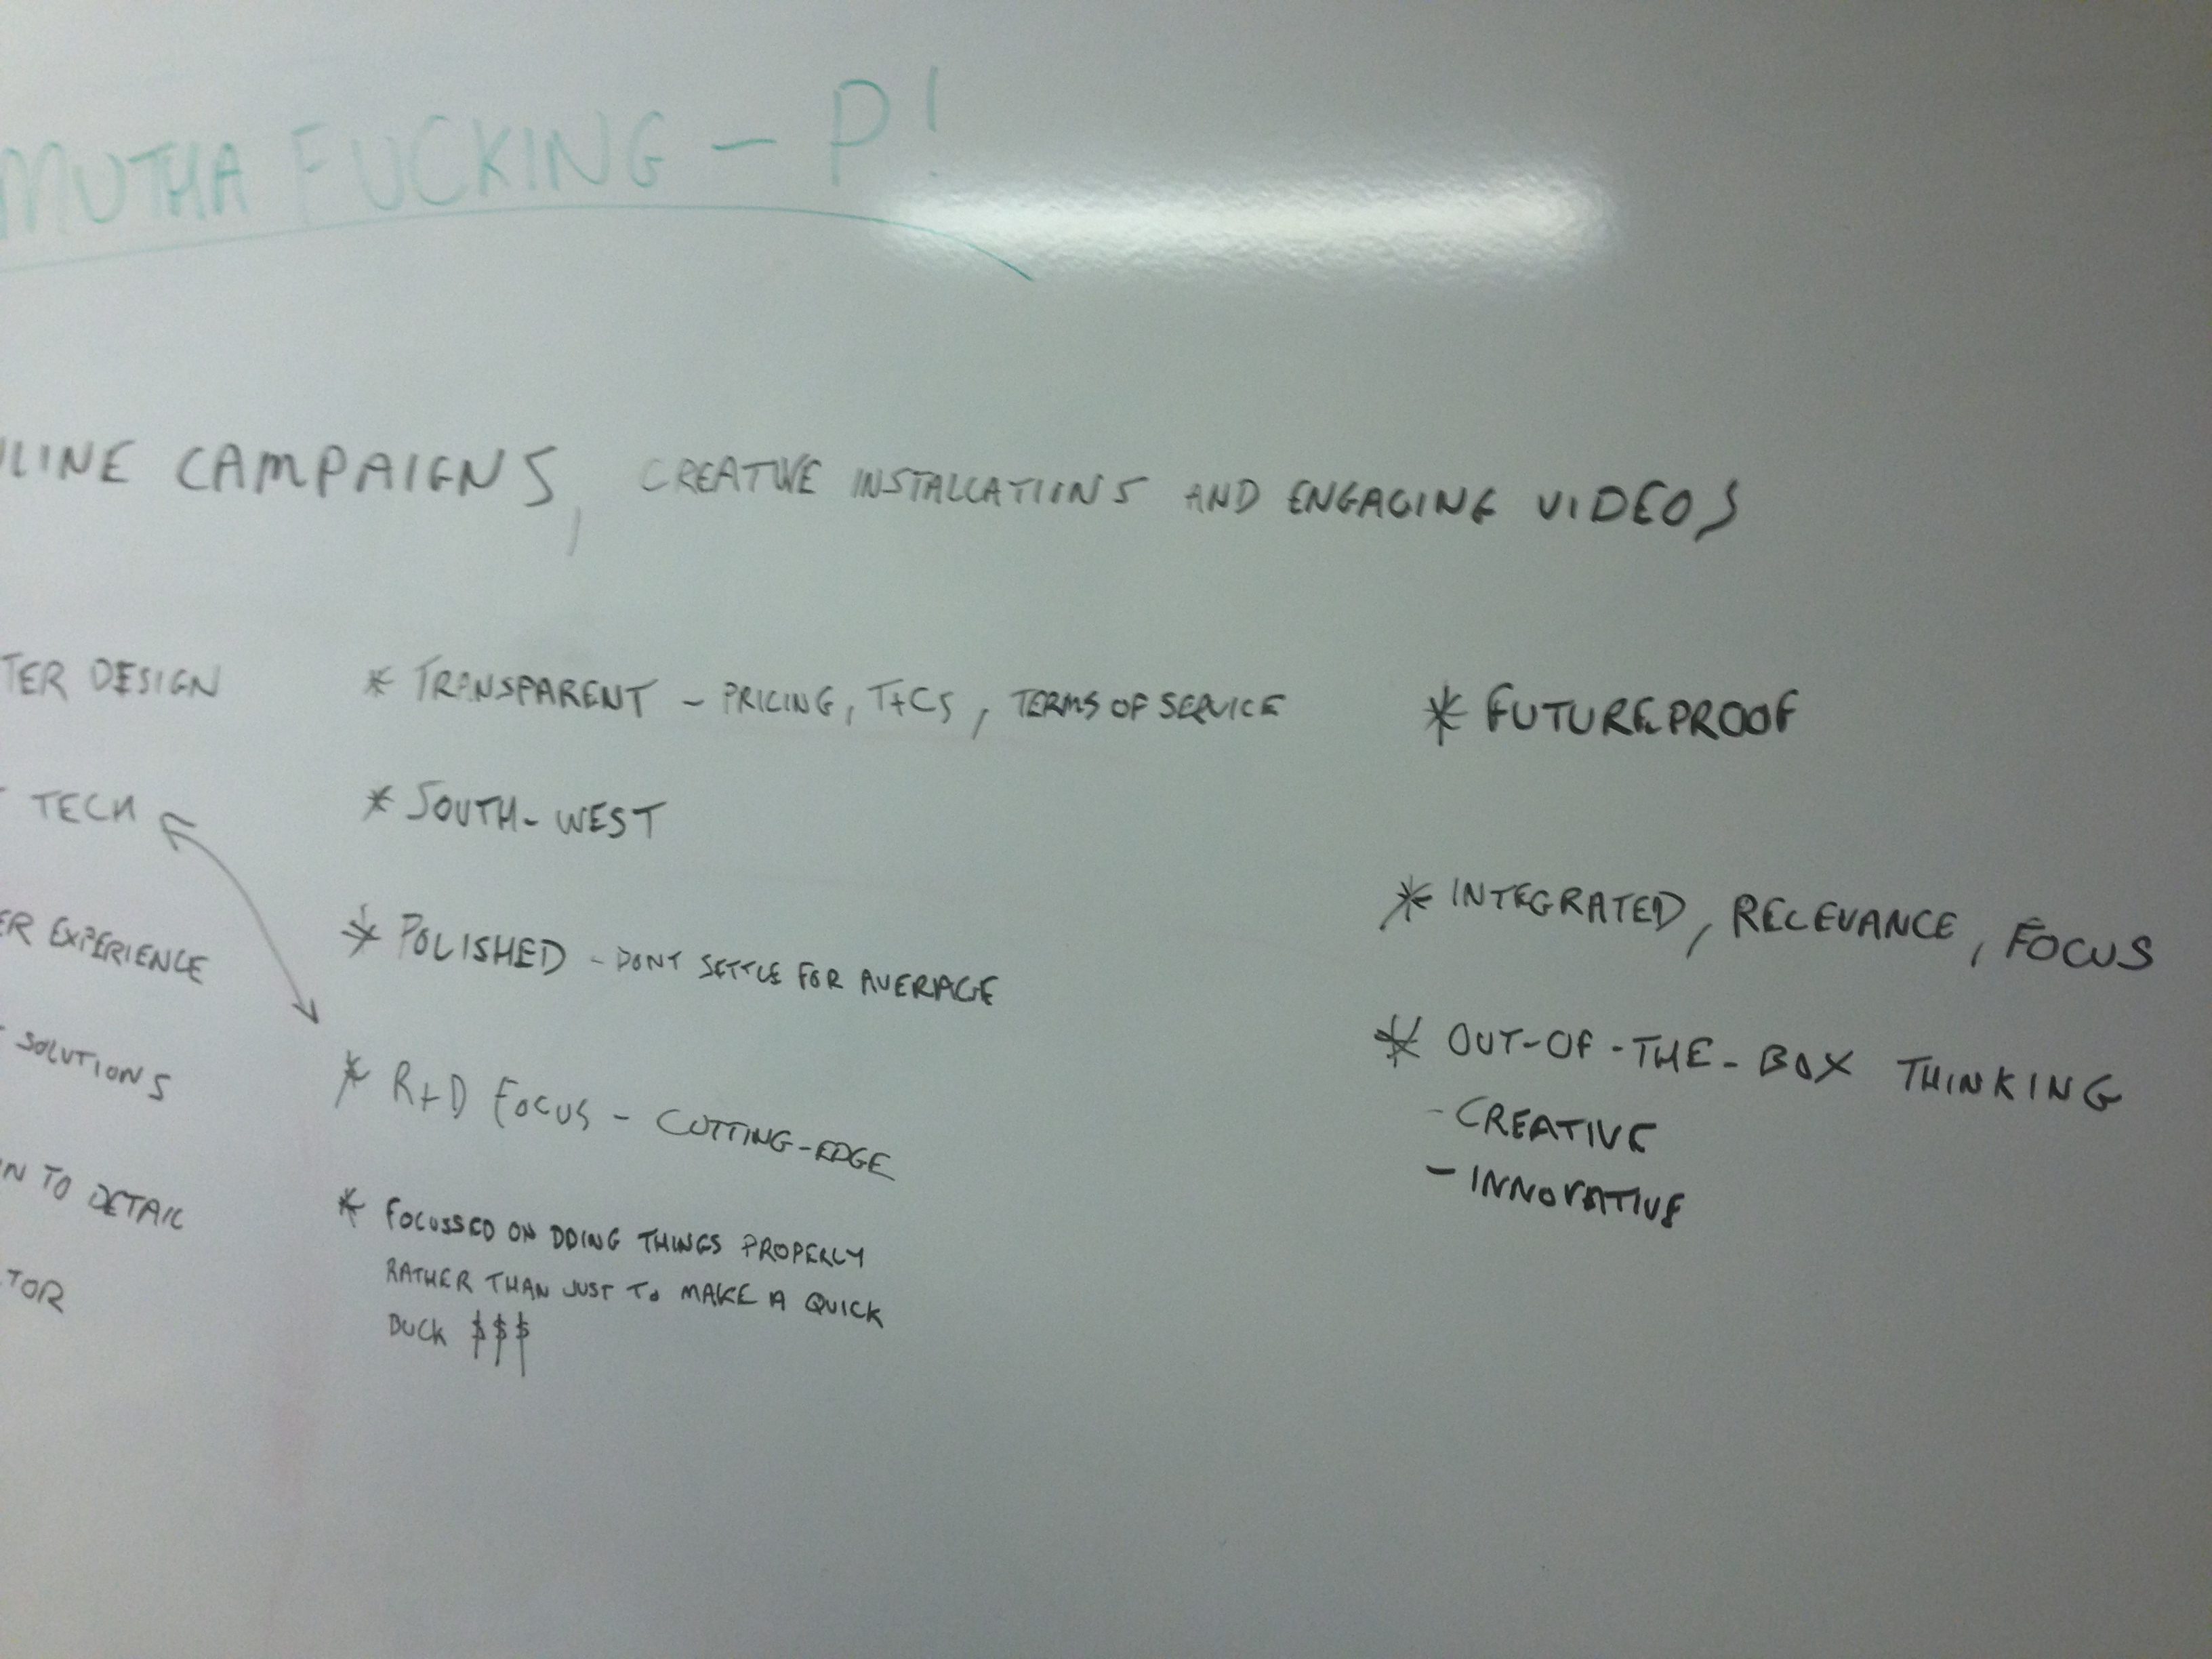 MUTHA FUCKING - P!
LINE CAMPAIGNS, CREATIVE INSTALLATIONS AND ENGAGING VIDEOS
TER DESIGN
TECH
ER EXPERIENCE
SOLUTIONS
N TO DETAIL
TOR
* TRANSPARENT - PRICING, T+CS, TERMS OF SERVICE
* SOUTH-WEST
* POLISHED - DONT SETTLE FOR AVERAGE
* R+D FOCUS - CUTTING-EDGE
* FOCUSSED ON DOING THINGS PROPERLY
RATHER THAN JUST TO MAKE A QUICK
BUCK $$$
* FUTUREPROOF
* INTEGRATED, RELEVANCE, FOCUS
* OUT-OF-THE-BOX THINKING
- CREATIVE
- INNOVATIVE